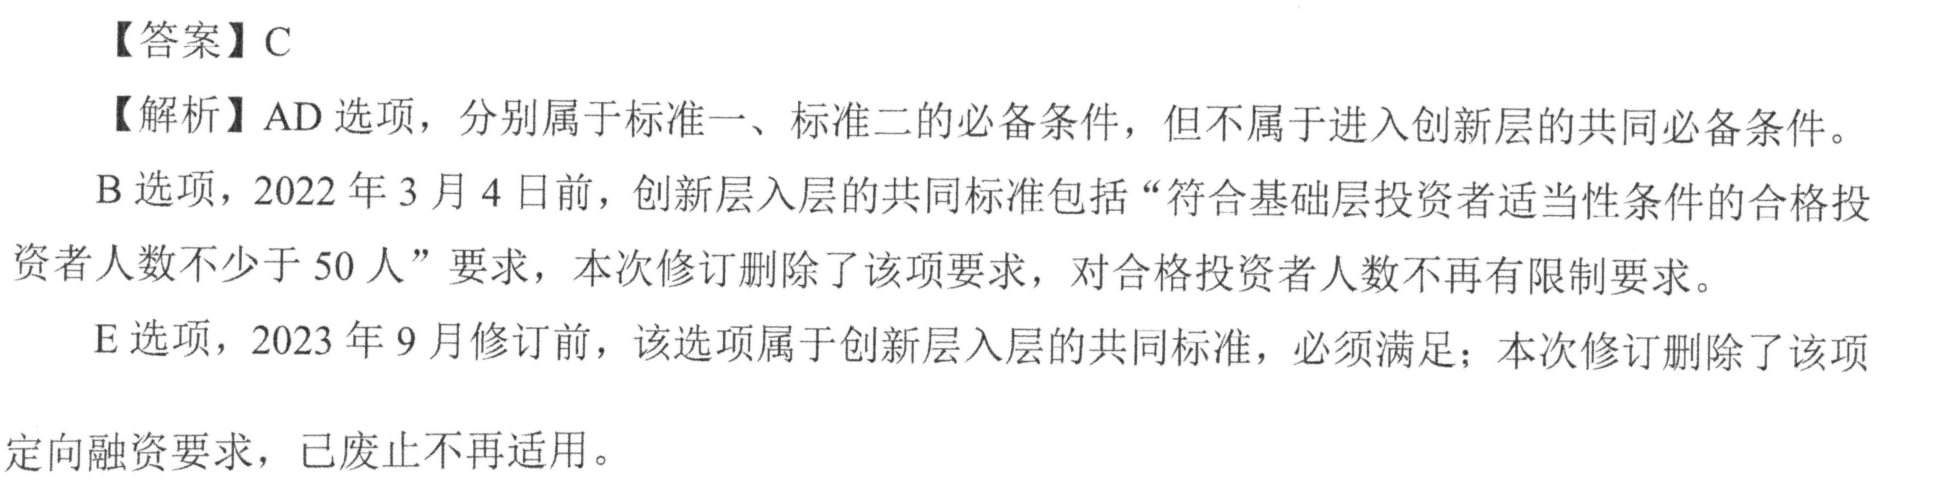 【答案】C
【解析】AD 选项，分别属于标准一、标准二的必备条件，但不属于进入创新层的共同必备条件。
B 选项，2022 年 3 月 4 日前，创新层入层的共同标准包括“符合基础层投资者适当性条件的合格投
资者人数不少于 50 人”要求，本次修订删除了该项要求，对合格投资者人数不再有限制要求。
E 选项，2023 年 9 月修订前，该选项属于创新层入层的共同标准，必须满足；本次修订删除了该项
定向融资要求，已废止不再适用。